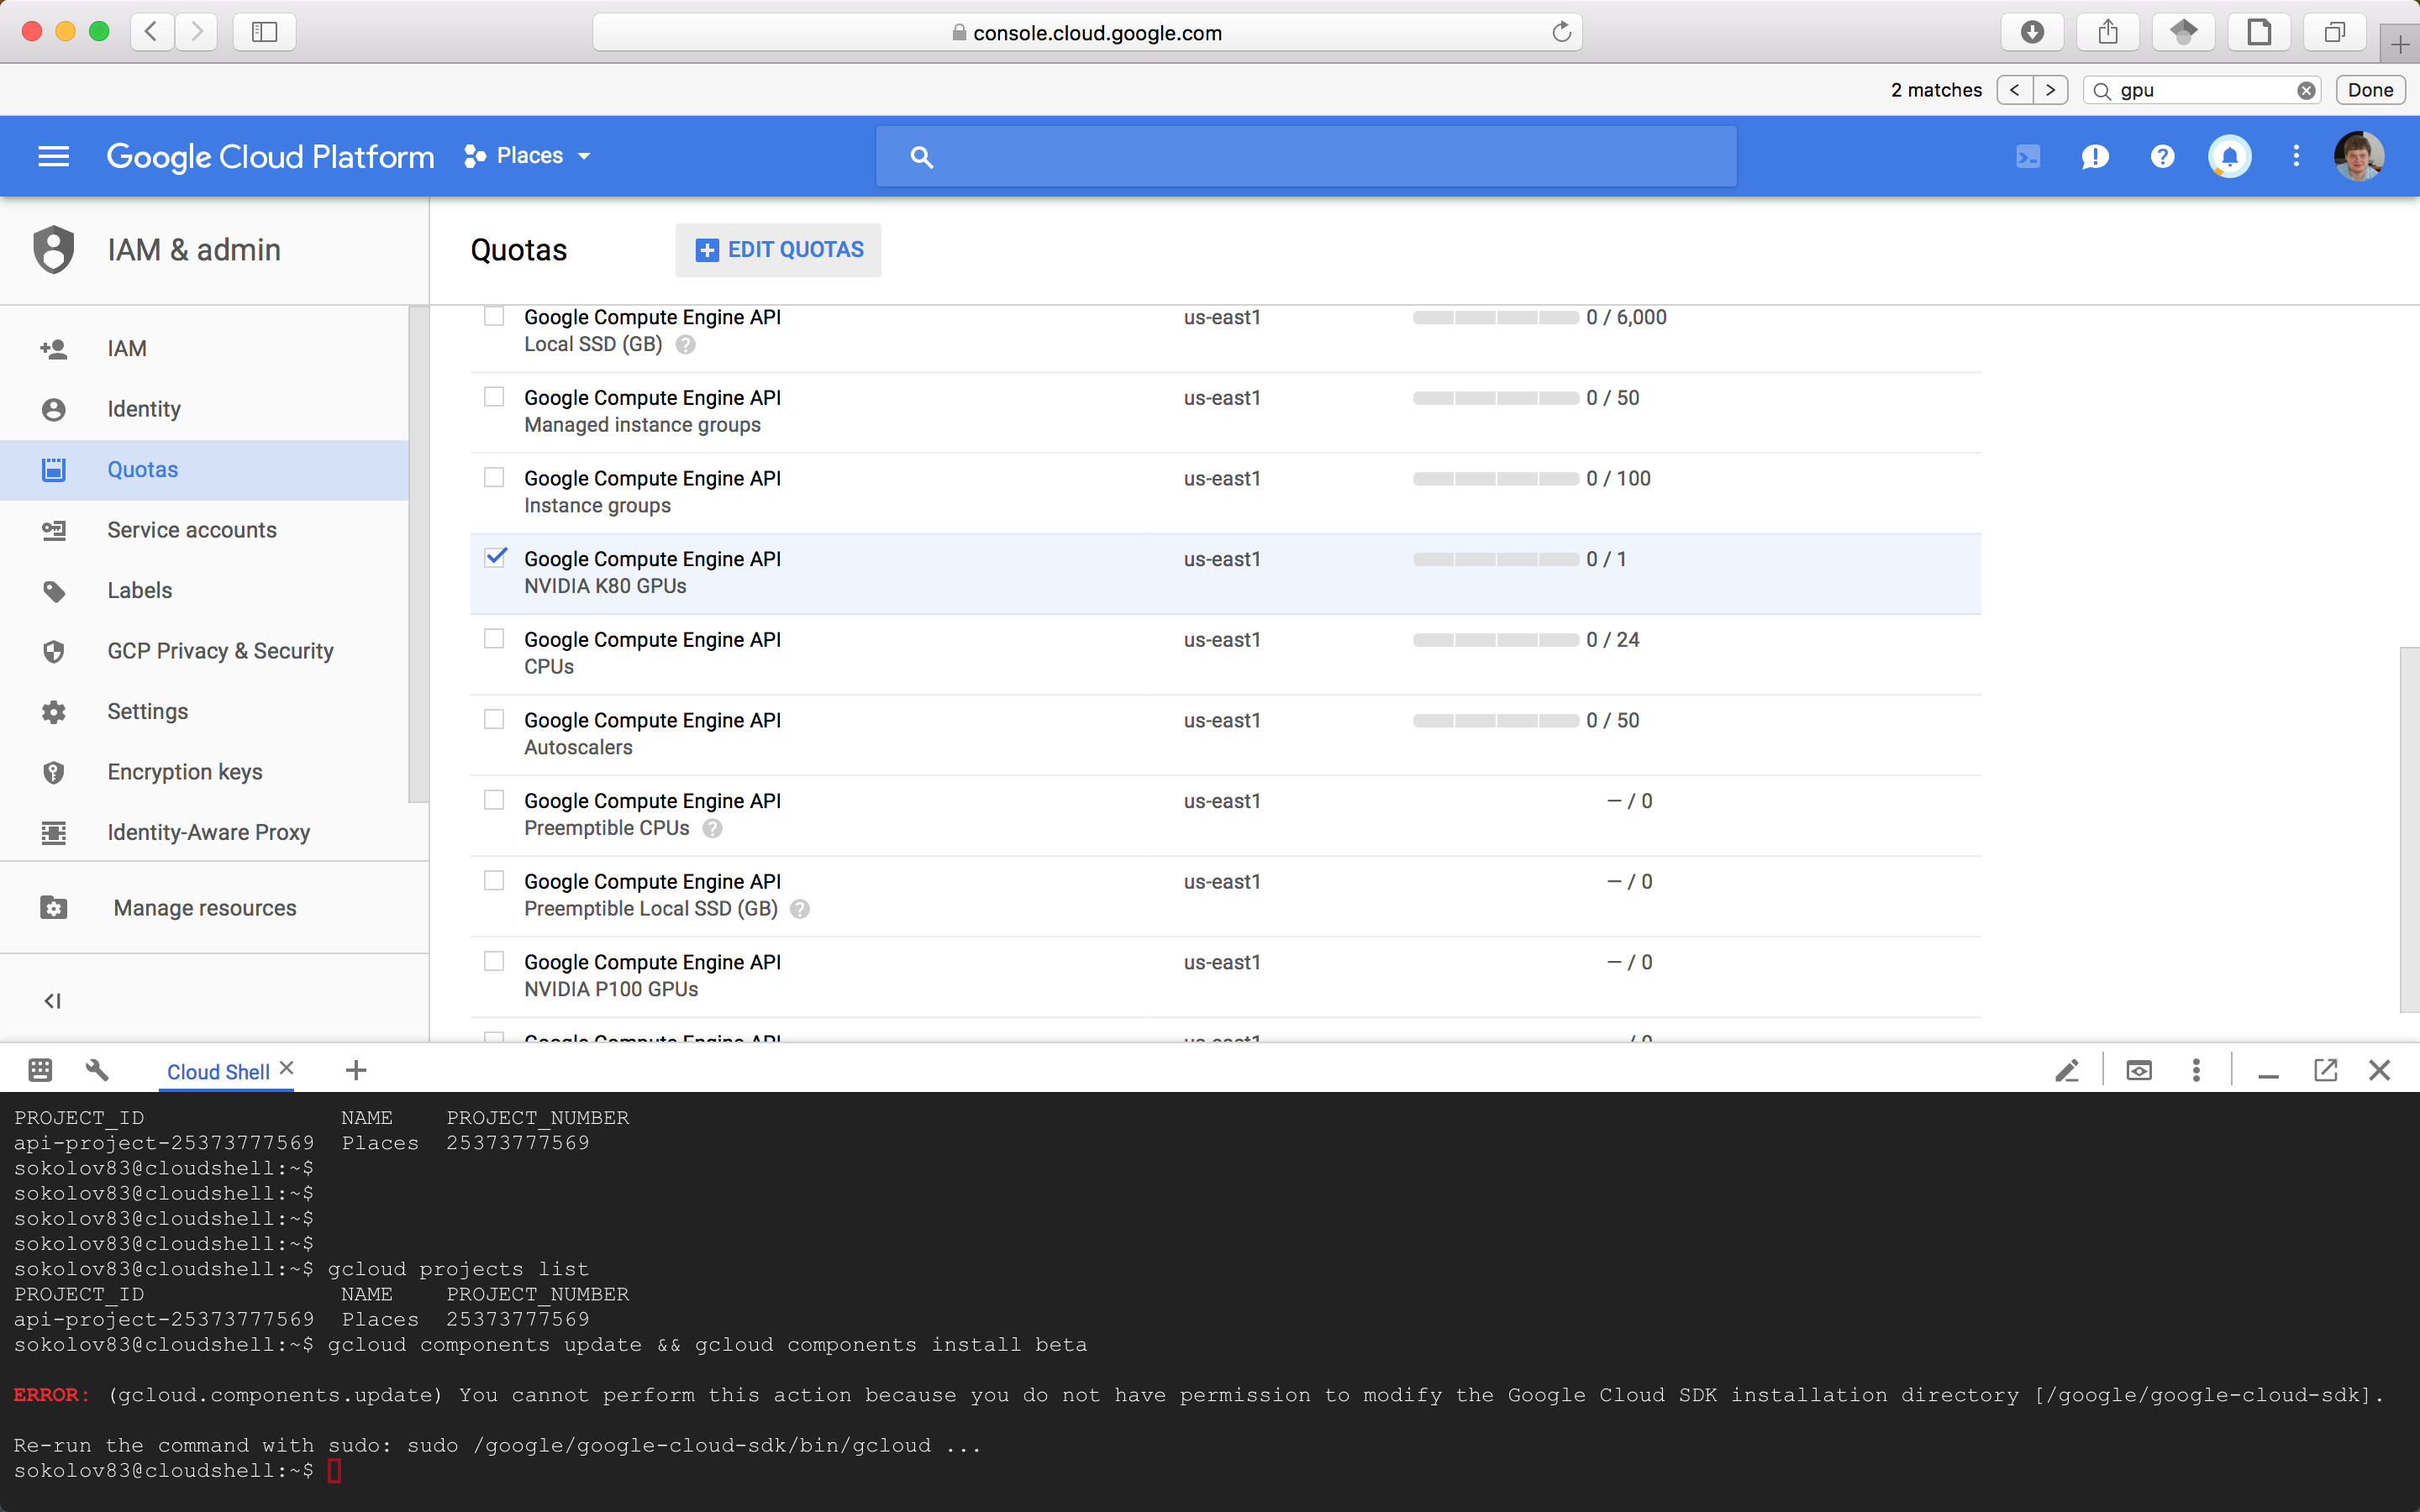 console.cloud.google.com
2 matches
gpu
Done
Google Cloud Platform
Places
IAM & admin
Quotas
EDIT QUOTAS
IAM
Identity
Quotas
Service accounts
Labels
GCP Privacy & Security
Settings
Encryption keys
Identity-Aware Proxy
Manage resources
Google Compute Engine API us-east1 0 / 6,000
Local SSD (GB)
Google Compute Engine API us-east1 0 / 50
Managed instance groups
Google Compute Engine API us-east1 0 / 100
Instance groups
Google Compute Engine API us-east1 0 / 1
NVIDIA K80 GPUs
Google Compute Engine API us-east1 0 / 24
CPUs
Google Compute Engine API us-east1 0 / 50
Autoscalers
Google Compute Engine API us-east1 — / 0
Preemptible CPUs
Google Compute Engine API us-east1 — / 0
Preemptible Local SSD (GB)
Google Compute Engine API us-east1 — / 0
NVIDIA P100 GPUs
Google Compute Engine API us-east1 — / 0
Cloud Shell
PROJECT_ID NAME PROJECT_NUMBER
api-project-25373777569 Places 25373777569
sokolov83@cloudshell:~$
sokolov83@cloudshell:~$
sokolov83@cloudshell:~$
sokolov83@cloudshell:~$
sokolov83@cloudshell:~$ gcloud projects list
PROJECT_ID NAME PROJECT_NUMBER
api-project-25373777569 Places 25373777569
sokolov83@cloudshell:~$ gcloud components update && gcloud components install beta
ERROR: (gcloud.components.update) You cannot perform this action because you do not have permission to modify the Google Cloud SDK installation directory [/google/google-cloud-sdk].
Re-run the command with sudo: sudo /google/google-cloud-sdk/bin/gcloud ...
sokolov83@cloudshell:~$